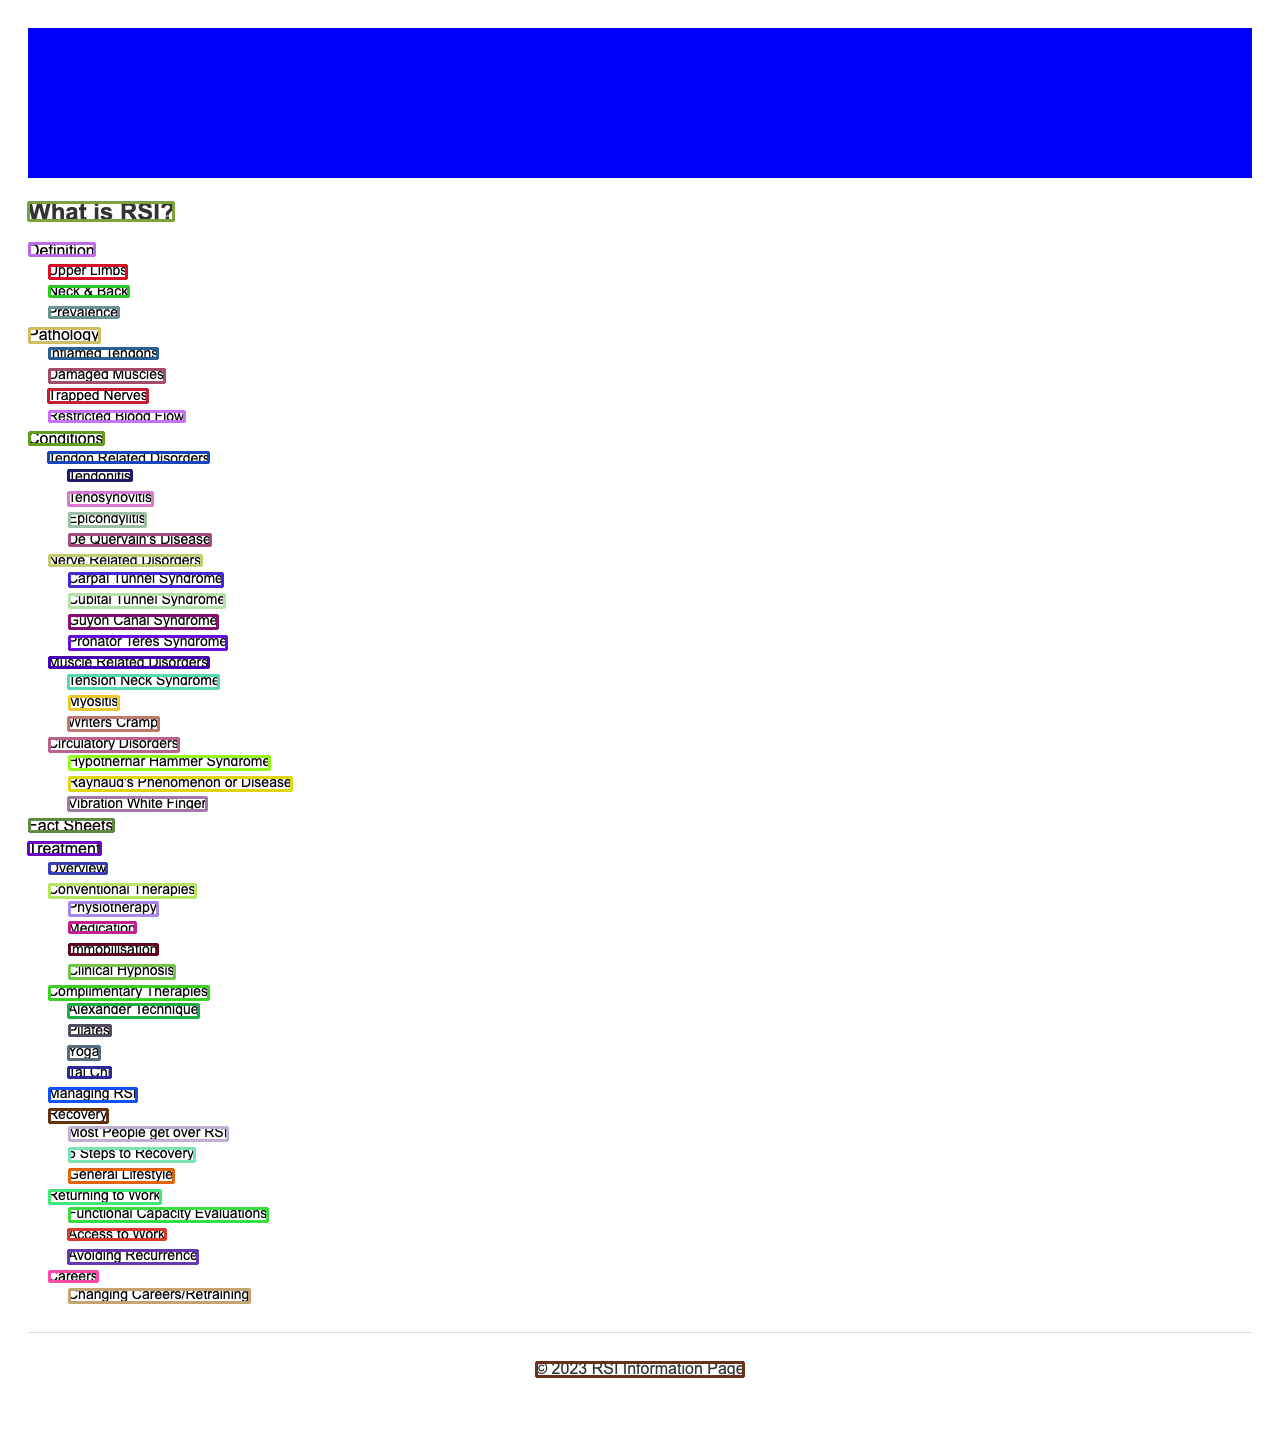 What is RSI?
Definition
Upper Limbs
Neck & Back
Prevalence
Pathology
Inflamed Tendons
Damaged Muscles
Trapped Nerves
Restricted Blood Flow
Conditions
Tendon Related Disorders
Tendonitis
Tenosynovitis
Epicondylitis
De Quervain's Disease
Nerve Related Disorders
Carpal Tunnel Syndrome
Cubital Tunnel Syndrome
Guyon Canal Syndrome
Pronator Teres Syndrome
Muscle Related Disorders
Tension Neck Syndrome
Myositis
Writers Cramp
Circulatory Disorders
Hypothernar Hammer Syndrome
Raynaud's Phenomenon or Disease
Vibration White Finger
Fact Sheets
Treatment
Overview
Conventional Therapies
Physiotherapy
Medication
Immobilisation
Clinical Hypnosis
Complimentary Therapies
Alexander Technique
Pilates
Yoga
Tai Chi
Managing RSI
Recovery
Most People get over RSI
5 Steps to Recovery
General Lifestyle
Returning to Work
Functional Capacity Evaluations
Access to Work
Avoiding Recurrence
Careers
Changing Careers/Retraining
© 2023 RSI Information Page